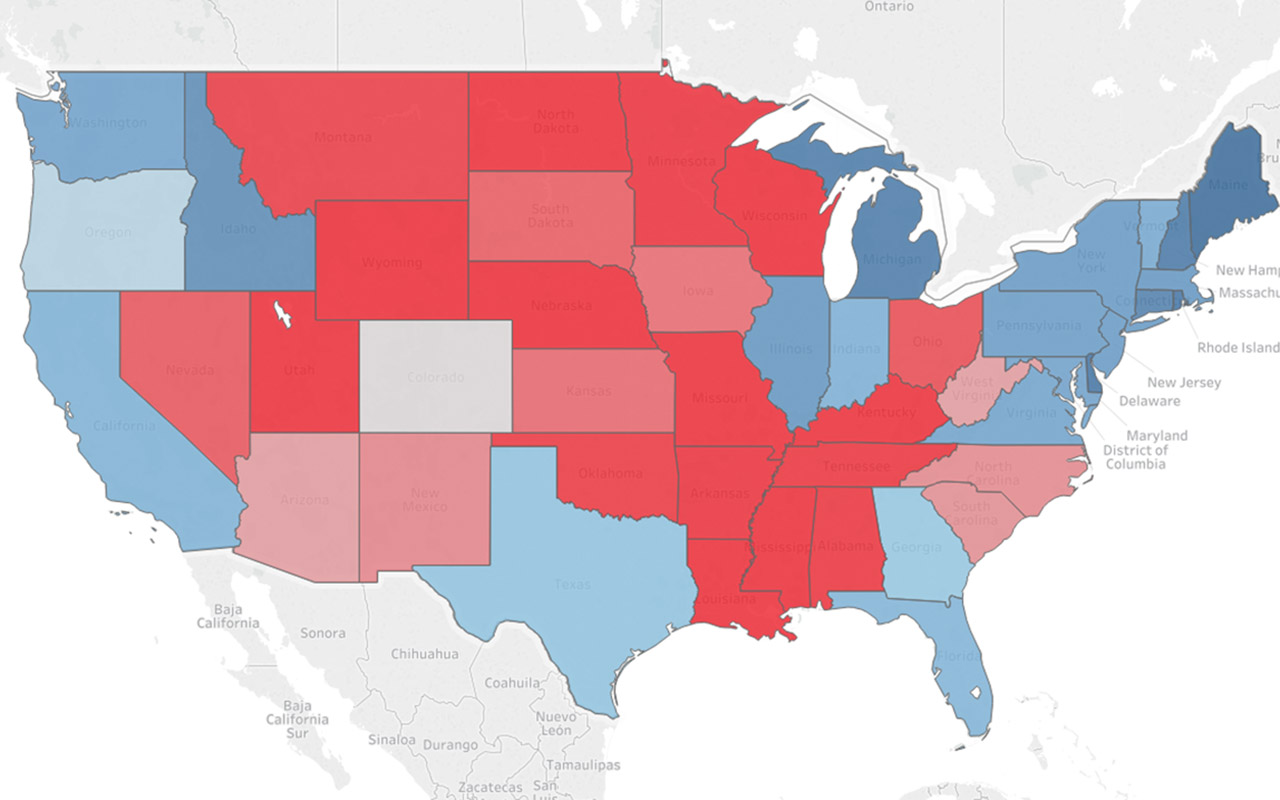 Ontario
Washington
Montana
North
Dakota
Minnesota
Maine
Oregon
Idaho
South
Dakota
Wisconsin
Michigan
Vermont
New
York
Wyoming
Nebraska
Iowa
New Hamp
Massachu
Connecti
Rhode Island
Pennsylvania
Illinois
Indiana
Ohio
Nevada
Utah
Colorado
Kansas
Missouri
West
Virginia
Kentucky
Virginia
New Jersey
Delaware
Maryland
District of
Columbia
California
Arizona
New
Mexico
Oklahoma
Arkansas
Tennessee
North
Carolina
South
Carolina
Mississippi
Alabama
Georgia
Texas
Louisiana
Florida
Baja
California
Sonora
Chihuahua
Coahuila
Baja
California
Sur
Sinaloa
Durango
Nuevo
León
Tamaulipas
Zacatecas
San